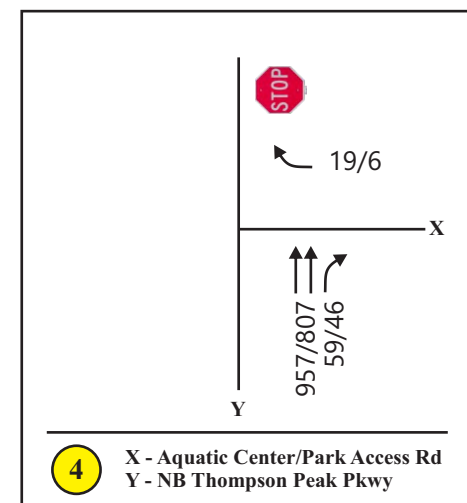 STOP
19/6
X
957/807
59/46
Y
4
X - Aquatic Center/Park Access Rd
Y - NB Thompson Peak Pkwy